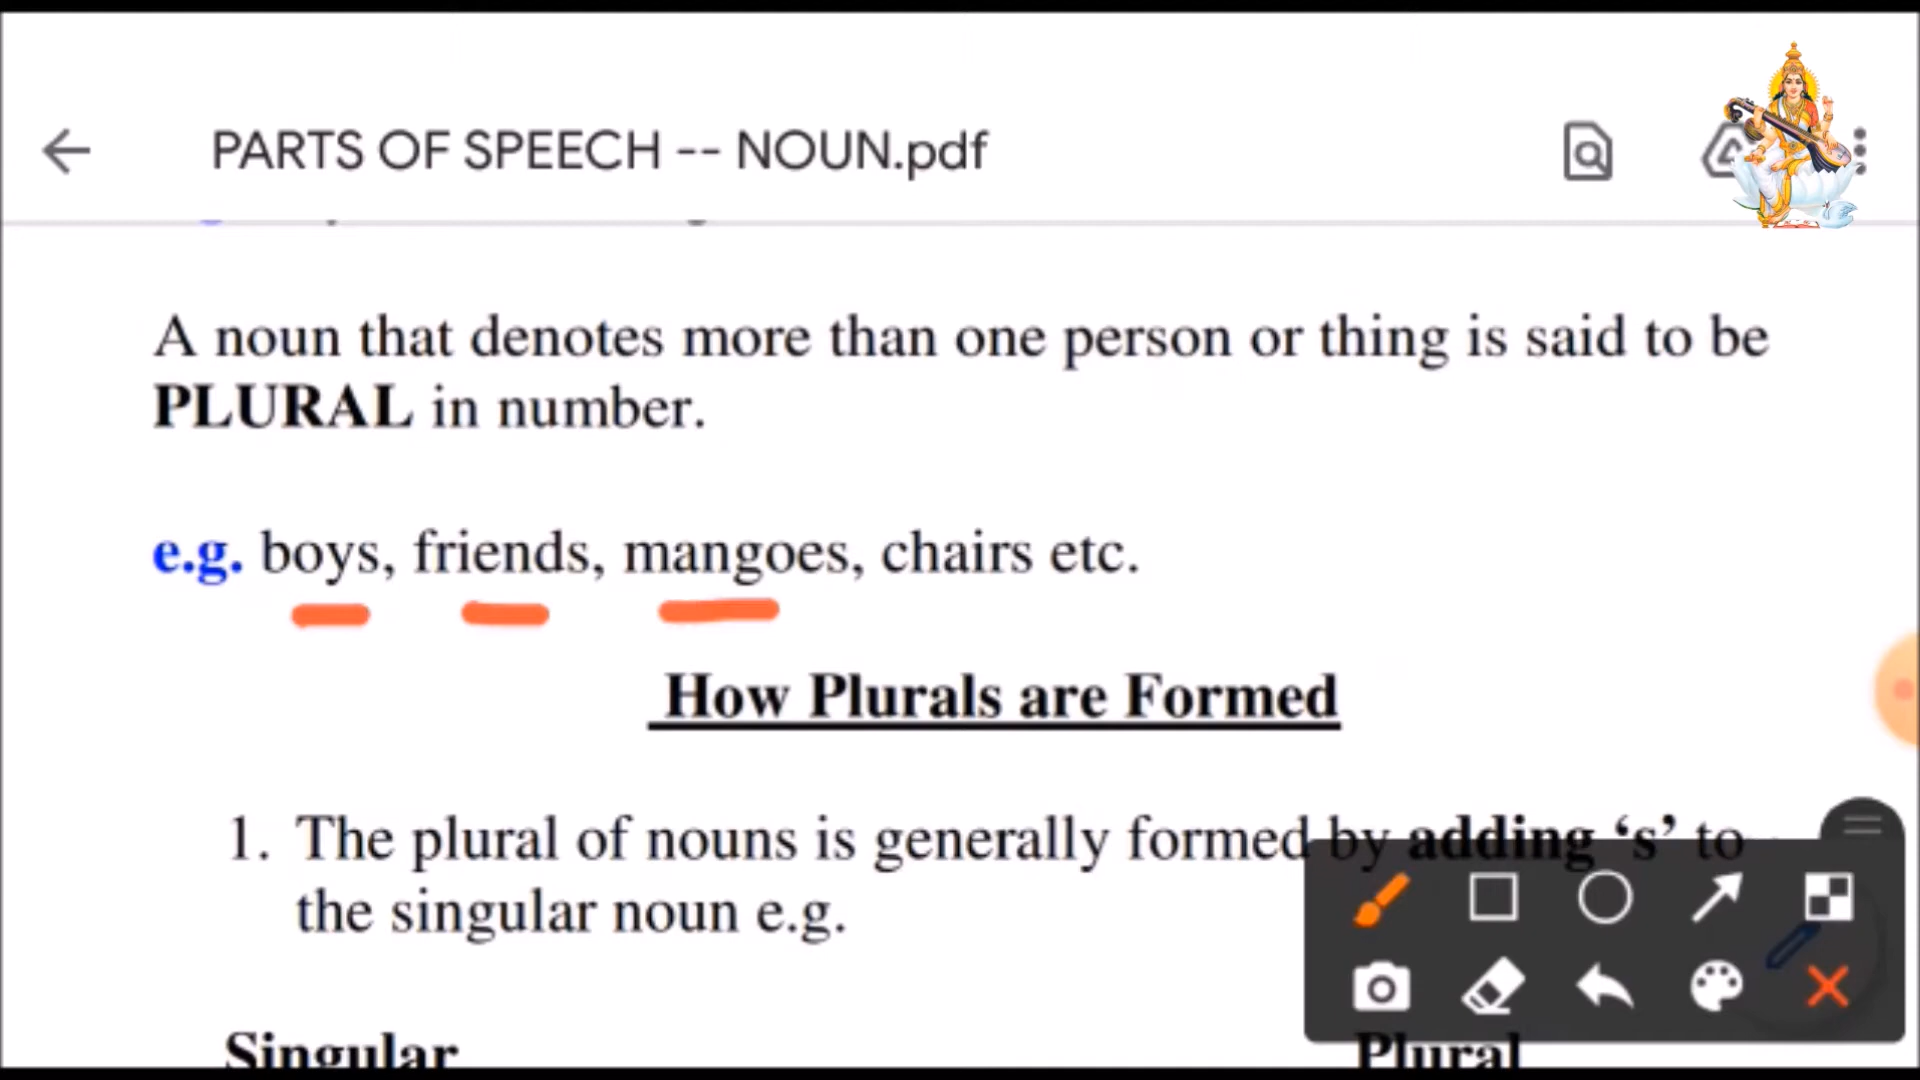 PARTS OF SPEECH -- NOUN.pdf
A noun that denotes more than one person or thing is said to be
PLURAL in number.
e.g. boys, friends, mangoes, chairs etc.
How Plurals are Formed
1. The plural of nouns is generally formed by adding ‘s’ to
the singular noun e.g.
Singular Plural